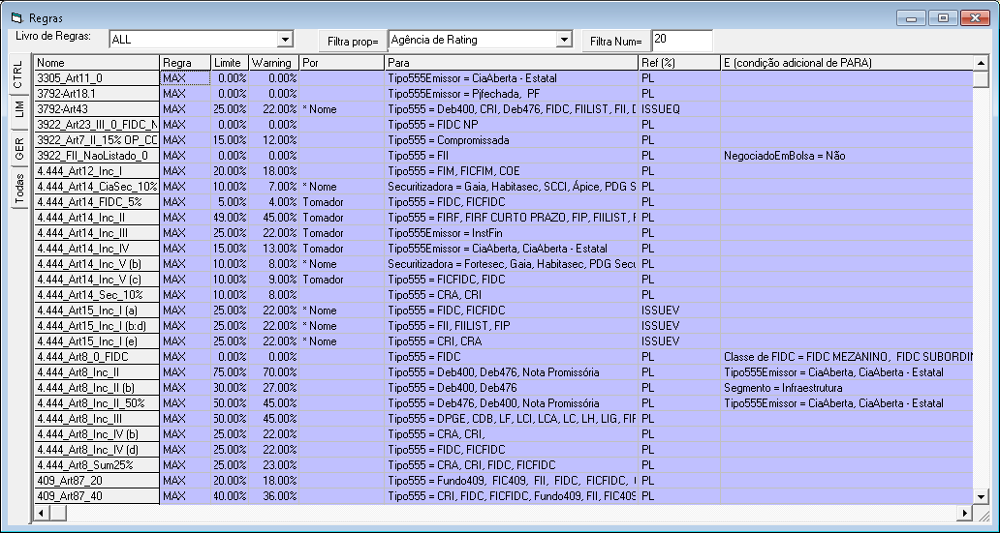 Regras
Livro de Regras: ALL Filtra prop= Agência de Rating Filtra Num= 20
CTRL
LIM
GER
Todas
Nome Regra Limite Warning Por Para Ref (%) E (condição adicional de PARA)
3305_Art11_0 MAX 0.00% 0.00% Tipo555Emissor = CiaAberta - Estatal PL
3792-Art18.1 MAX 0.00% 0.00% Tipo555Emissor = Pjfechada, PF PL
3792-Art43 MAX 25.00% 22.00% * Nome Tipo555 = Deb400, CRI, Deb476, FIDC, FIILIST, FII, D ISSUEQ
3922_Art23_III_0_FIDC_N MAX 0.00% 0.00% Tipo555 = FIDC NP PL
3922_Art7_II_15% OP_CO MAX 15.00% 12.00% Tipo555 = Compromissada PL
3922_FII_NaoListado_0 MAX 0.00% 0.00% Tipo555 = FII PL NegociadoEmBolsa = Não
4.444_Art12_Inc_I MAX 20.00% 18.00% Tipo555 = FIM, FICFIM, COE PL
4.444_Art14_CiaSec_10% MAX 10.00% 7.00% * Nome Securitizadora = Gaia, Habitasec, SCCI, Ápice, PDG S PL
4.444_Art14_FIDC_5% MAX 5.00% 4.00% Tomador Tipo555 = FIDC, FICFIDC PL
4.444_Art14_Inc_II MAX 49.00% 45.00% Tomador Tipo555 = FIRF, FIRF CURTO PRAZO, FIP, FIILIST, F PL
4.444_Art14_Inc_III MAX 25.00% 22.00% Tomador Tipo555Emissor = InstFin PL
4.444_Art14_Inc_IV MAX 15.00% 13.00% Tomador Tipo555Emissor = CiaAberta, CiaAberta - Estatal PL
4.444_Art14_Inc_V (b) MAX 10.00% 8.00% * Nome Securitizadora = Fortesec, Gaia, Habitasec, PDG Secu PL
4.444_Art14_Inc_V (c) MAX 10.00% 9.00% Tomador Tipo555 = FICFIDC, FIDC PL
4.444_Art14_Sec_10% MAX 10.00% 8.00% Tipo555 = CRA, CRI PL
4.444_Art15_Inc_I (a) MAX 25.00% 22.00% * Nome Tipo555 = FIDC, FICFIDC ISSUEV
4.444_Art15_Inc_I (b:d) MAX 25.00% 22.00% * Nome Tipo555 = FII, FIILIST, FIP ISSUEV
4.444_Art15_Inc_I (e) MAX 25.00% 22.00% * Nome Tipo555 = CRI, CRA ISSUEV
4.444_Art8_0_FIDC MAX 0.00% 0.00% Tipo555 = FIDC PL Classe de FIDC = FIDC MEZANINO, FIDC SUBORDIN
4.444_Art8_Inc_II MAX 75.00% 70.00% Tipo555 = Deb400, Deb476, Nota Promissória PL Tipo555Emissor = CiaAberta, CiaAberta - Estatal
4.444_Art8_Inc_II (b) MAX 30.00% 27.00% Tipo555 = Deb400, Deb476 PL Segmento = Infraestrutura
4.444_Art8_Inc_II_50% MAX 50.00% 45.00% Tipo555 = Deb476, Deb400, Nota Promissória PL Tipo555Emissor = CiaAberta, CiaAberta - Estatal
4.444_Art8_Inc_III MAX 50.00% 45.00% Tipo555 = DPGE, CDB, LF, LCI, LCA, LC, LH, LIG, FIF PL
4.444_Art8_Inc_IV (b) MAX 25.00% 22.00% Tipo555 = CRA, CRI, PL
4.444_Art8_Inc_IV (d) MAX 25.00% 22.00% Tipo555 = FIDC, FICFIDC PL
4.444_Art8_Sum25% MAX 25.00% 23.00% Tipo555 = CRA, CRI, FIDC, FICFIDC PL
409_Art87_20 MAX 20.00% 18.00% Tipo555 = Fundo409, FIC409, FII, FIDC, FICFIDC, PL
409_Art87_40 MAX 40.00% 36.00% Tipo555 = CRI, FIDC, FICFIDC, Fundo409, FII, FIC409 PL